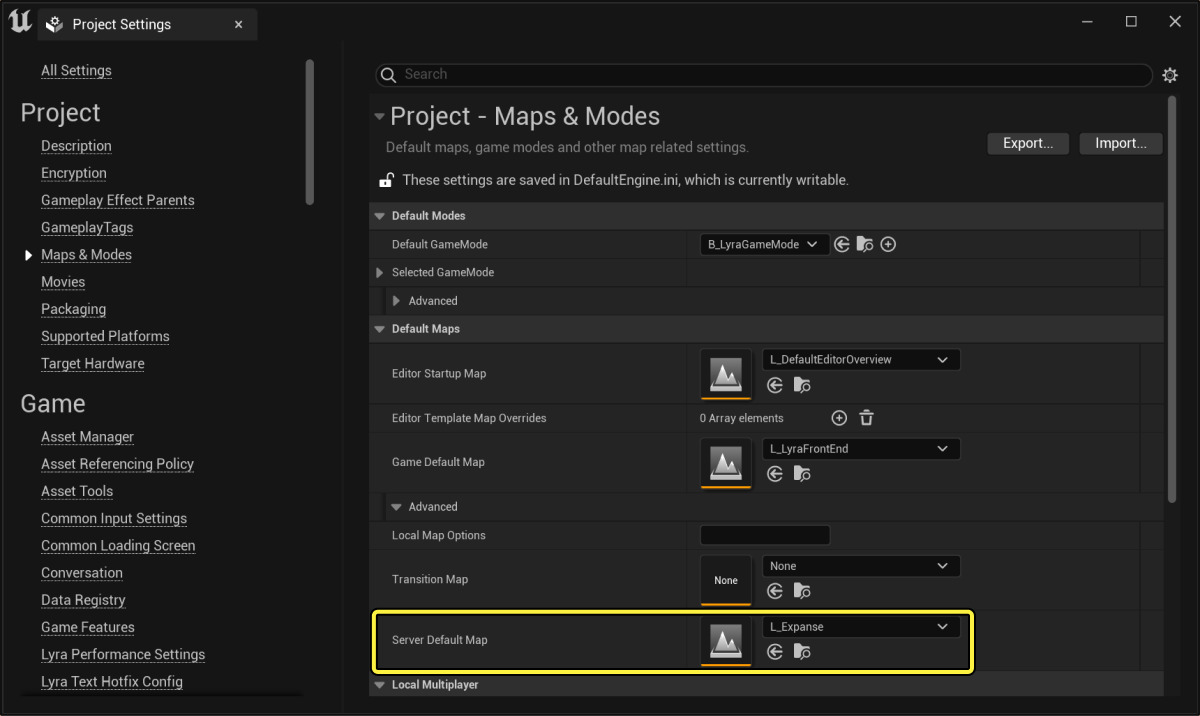 Project Settings
All Settings
Project
Description
Encryption
Gameplay Effect Parents
GameplayTags
Maps & Modes
Movies
Packaging
Supported Platforms
Target Hardware
Game
Asset Manager
Asset Referencing Policy
Asset Tools
Common Input Settings
Common Loading Screen
Conversation
Data Registry
Game Features
Lyra Performance Settings
Lyra Text Hotfix Config
Search
Project - Maps & Modes
Default maps, game modes and other map related settings.
Export... Import...
These settings are saved in DefaultEngine.ini, which is currently writable.
Default Modes
Default GameMode B_LyraGameMode
Selected GameMode
Advanced
Default Maps
Editor Startup Map L_DefaultEditorOverview
Editor Template Map Overrides 0 Array elements
Game Default Map L_LyraFrontEnd
Advanced
Local Map Options
Transition Map None None
Server Default Map L_Expanse
Local Multiplayer